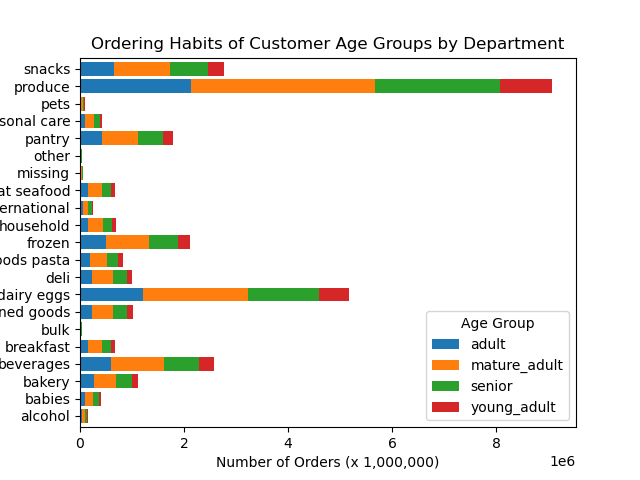 Ordering Habits of Customer Age Groups by Department
snacks
produce
pets
sonal care
pantry
other
missing
at seafood
ernational
household
frozen
oods pasta
deli
dairy eggs
ned goods
bulk
breakfast
beverages
bakery
babies
alcohol
Age Group
adult
mature_adult
senior
young_adult
0 2 4 6 8
1e6
Number of Orders (x 1,000,000)